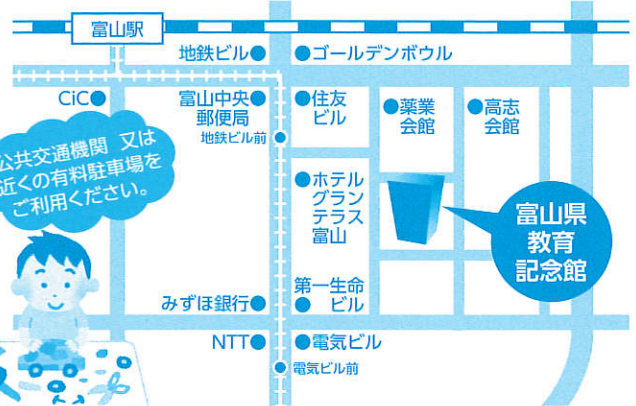 富山駅
地鉄ビル
ゴールデンボウル
CiC
富山中央
郵便局
地鉄ビル前
住友
ビル
薬業
会館
高志
会館
公共交通機関 又は
近くの有料駐車場を
ご利用ください。
ホテル
グラン
テラス
富山
富山県
教育
記念館
みずほ銀行
第一生命
ビル
NTT
電気ビル
電気ビル前